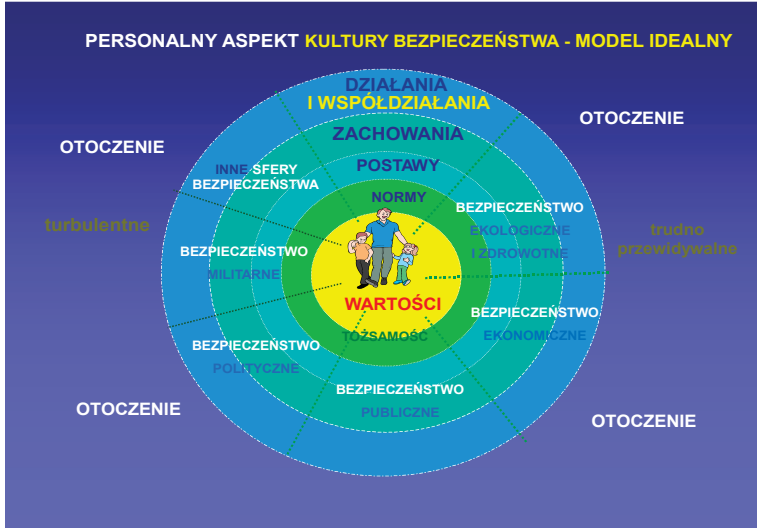 PERSONALNY ASPEKT KULTURY BEZPIECZEŃSTWA - MODEL IDEALNY
DZIAŁANIA
I WSPÓŁDZIAŁANIA
OTOCZENIE
ZACHOWANIA
OTOCZENIE
POSTAWY
INNE SFERY
BEZPIECZEŃSTWA
NORMY
BEZPIECZEŃSTWO
EKOLOGICZNE
I ZDROWOTNE
turbulentne
trudno
przewidywalne
BEZPIECZEŃSTWO
MILITARNE
WARTOŚCI
BEZPIECZEŃSTWO
EKONOMICZNE
TOŻSAMOŚĆ
BEZPIECZEŃSTWO
POLITYCZNE
BEZPIECZEŃSTWO
PUBLICZNE
OTOCZENIE
OTOCZENIE